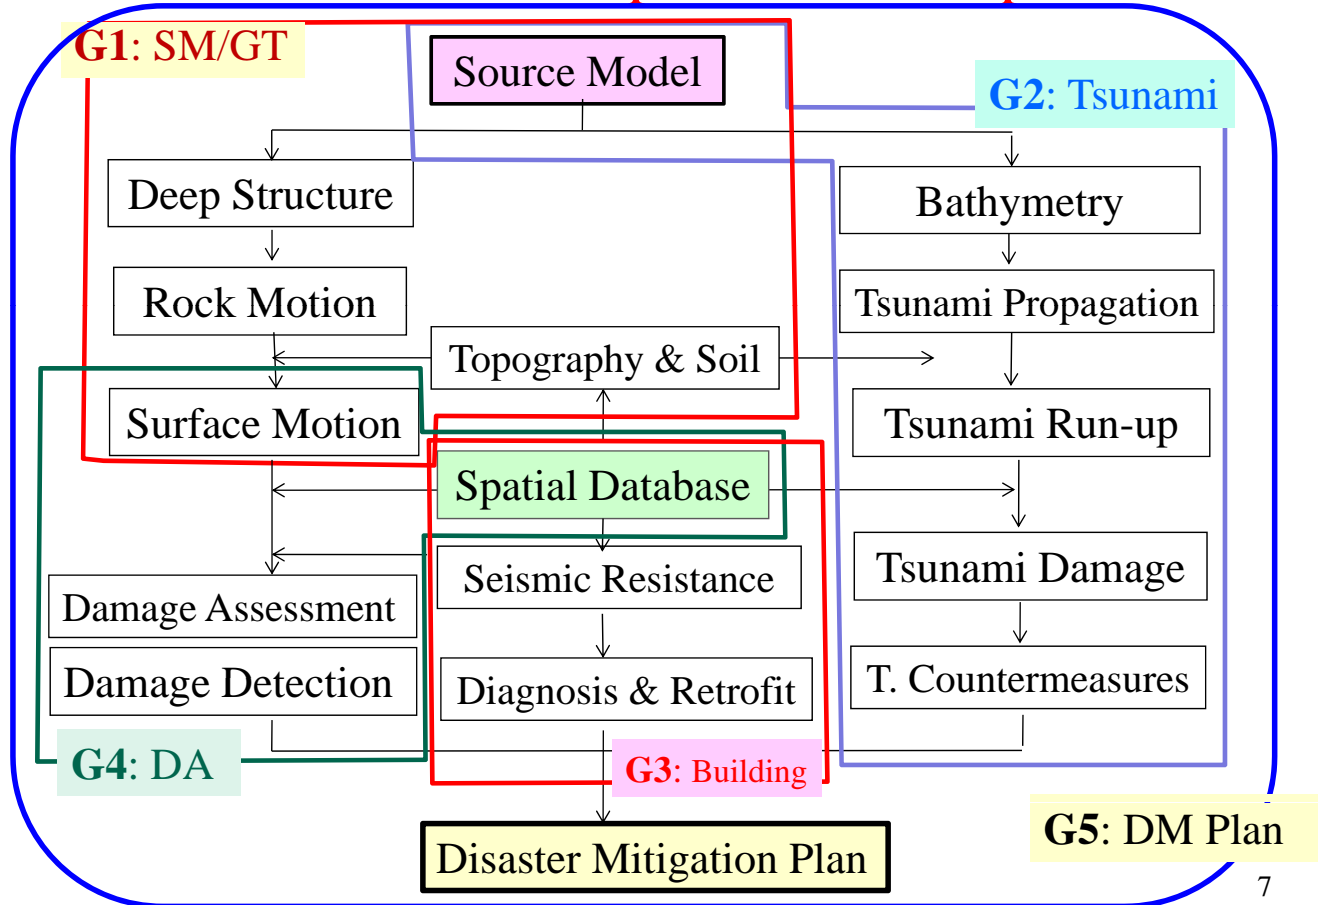 G1: SM/GT
Source Model
G2: Tsunami
Deep Structure
Bathymetry
Rock Motion
Tsunami Propagation
Topography & Soil
Surface Motion
Tsunami Run-up
Spatial Database
Seismic Resistance
Tsunami Damage
Damage Assessment
Damage Detection
Diagnosis & Retrofit
T. Countermeasures
G4: DA
G3: Building
G5: DM Plan
Disaster Mitigation Plan
7